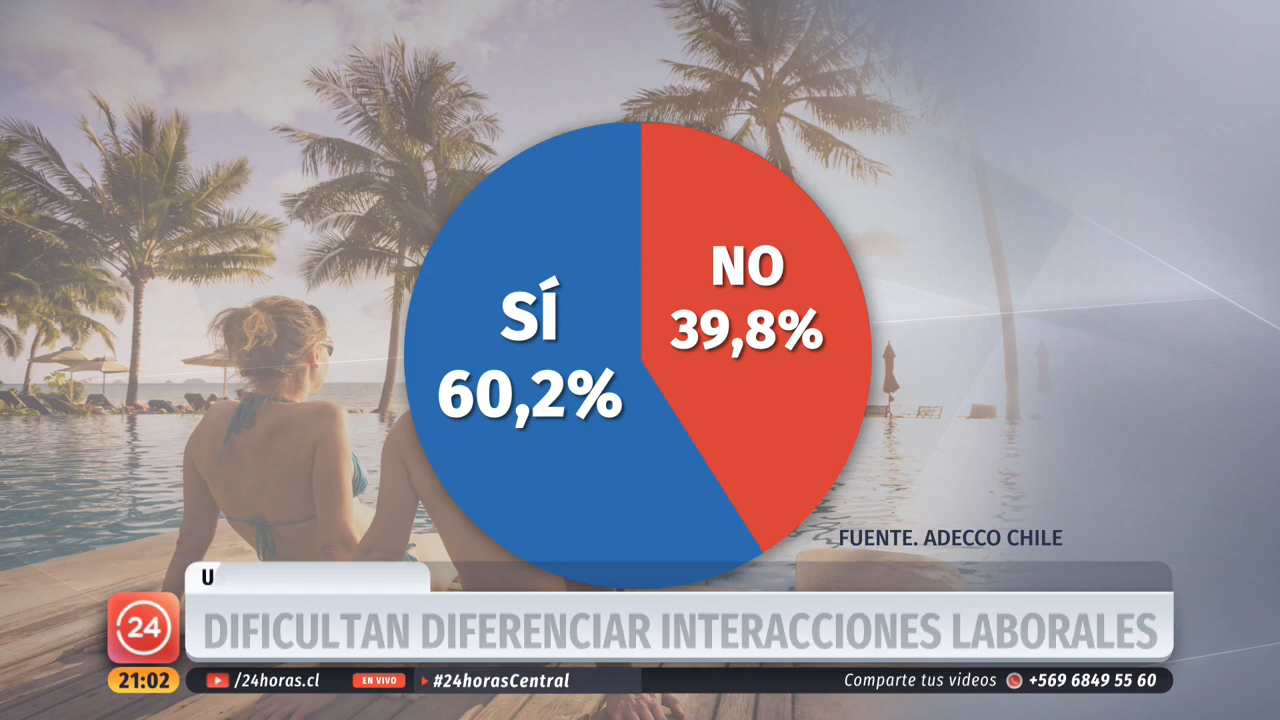 SÍ
60,2%
NO
39,8%
FUENTE. ADECCO CHILE
U
DIFICULTAN DIFERENCIAR INTERACCIONES LABORALES
24
21:02
/24horas.cl
EN VIVO
#24horasCentral
Comparte tus videos
+569 6849 55 60